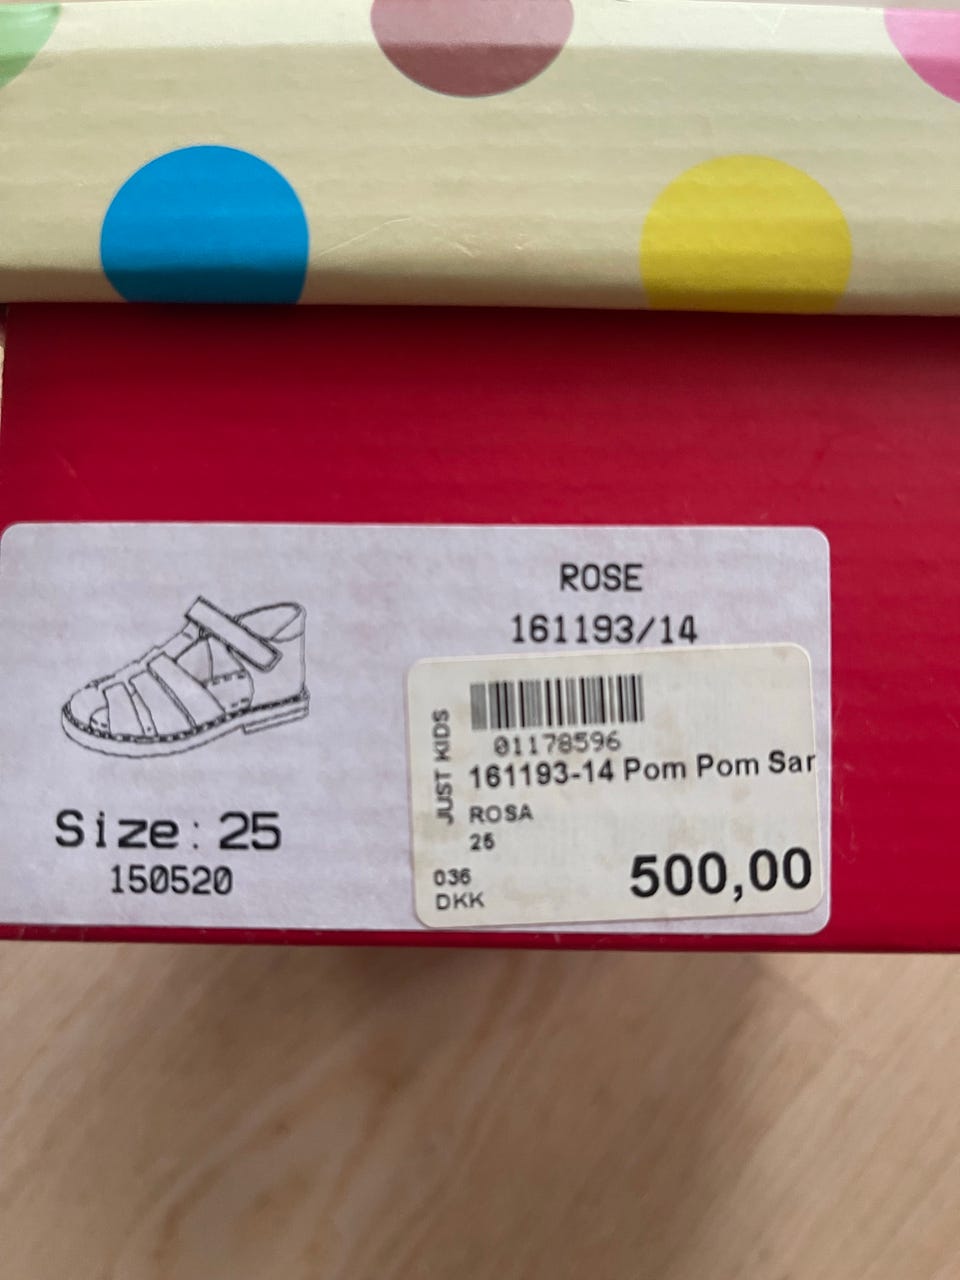 ROSE
161193/14
Size: 25
150520
JUST KIDS
01178596
161193-14 Pom Pom Sar
ROSA
25
036
DKK
500,00